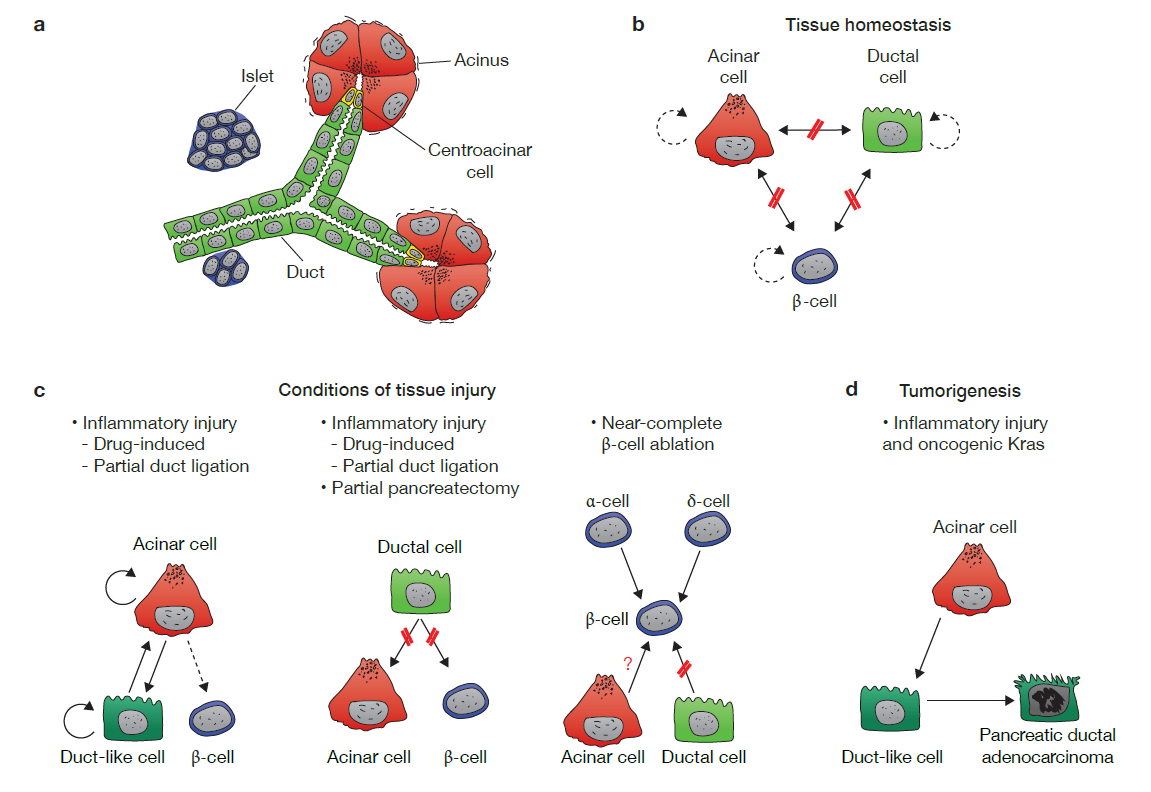 a
Islet
Acinus
Centroacinar
cell
Duct
b
Tissue homeostasis
Acinar
cell
Ductal
cell
β-cell
c
Conditions of tissue injury
• Inflammatory injury
- Drug-induced
- Partial duct ligation
Acinar cell
Duct-like cell
β-cell
• Inflammatory injury
- Drug-induced
- Partial duct ligation
• Partial pancreatectomy
Ductal cell
Acinar cell
β-cell
• Near-complete
β-cell ablation
α-cell
δ-cell
β-cell
?
Acinar cell
Ductal cell
d
Tumorigenesis
• Inflammatory injury
and oncogenic Kras
Acinar cell
Duct-like cell
Pancreatic ductal
adenocarcinoma